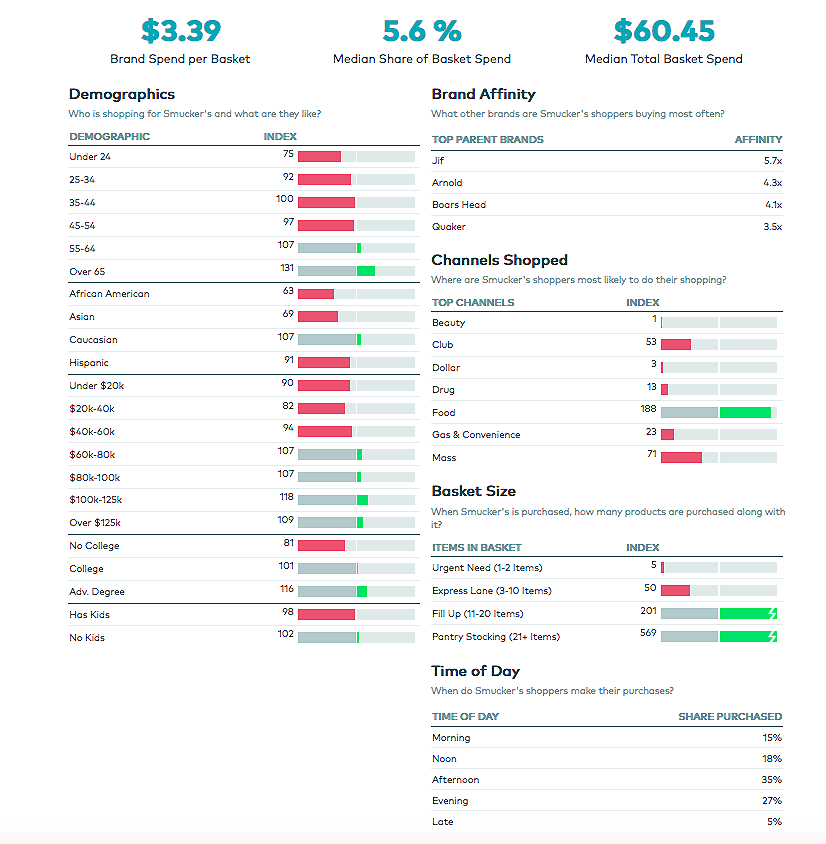 $3.39
Brand Spend per Basket
5.6 %
Median Share of Basket Spend
$60.45
Median Total Basket Spend
Demographics
Who is shopping for Smucker's and what are they like?
DEMOGRAPHIC INDEX
Under 24 75
25-34 92
35-44 100
45-54 97
55-64 107
Over 65 131
African American 63
Asian 69
Caucasian 107
Hispanic 91
Under $20k 90
$20k-40k 82
$40k-60k 94
$60k-80k 107
$80k-100k 107
$100k-125k 118
Over $125k 109
No College 81
College 101
Adv. Degree 116
Has Kids 98
No Kids 102
Brand Affinity
What other brands are Smucker's shoppers buying most often?
TOP PARENT BRANDS AFFINITY
Jif 5.7x
Arnold 4.3x
Boars Head 4.1x
Quaker 3.5x
Channels Shopped
Where are Smucker's shoppers most likely to do their shopping?
TOP CHANNELS INDEX
Beauty 1
Club 53
Dollar 3
Drug 13
Food 188
Gas & Convenience 23
Mass 71
Basket Size
When Smucker's is purchased, how many products are purchased along with
it?
ITEMS IN BASKET INDEX
Urgent Need (1-2 Items) 5
Express Lane (3-10 Items) 50
Fill Up (11-20 Items) 201
Pantry Stocking (21+ Items) 569
Time of Day
When do Smucker's shoppers make their purchases?
TIME OF DAY SHARE PURCHASED
Morning 15%
Noon 18%
Afternoon 35%
Evening 27%
Late 5%